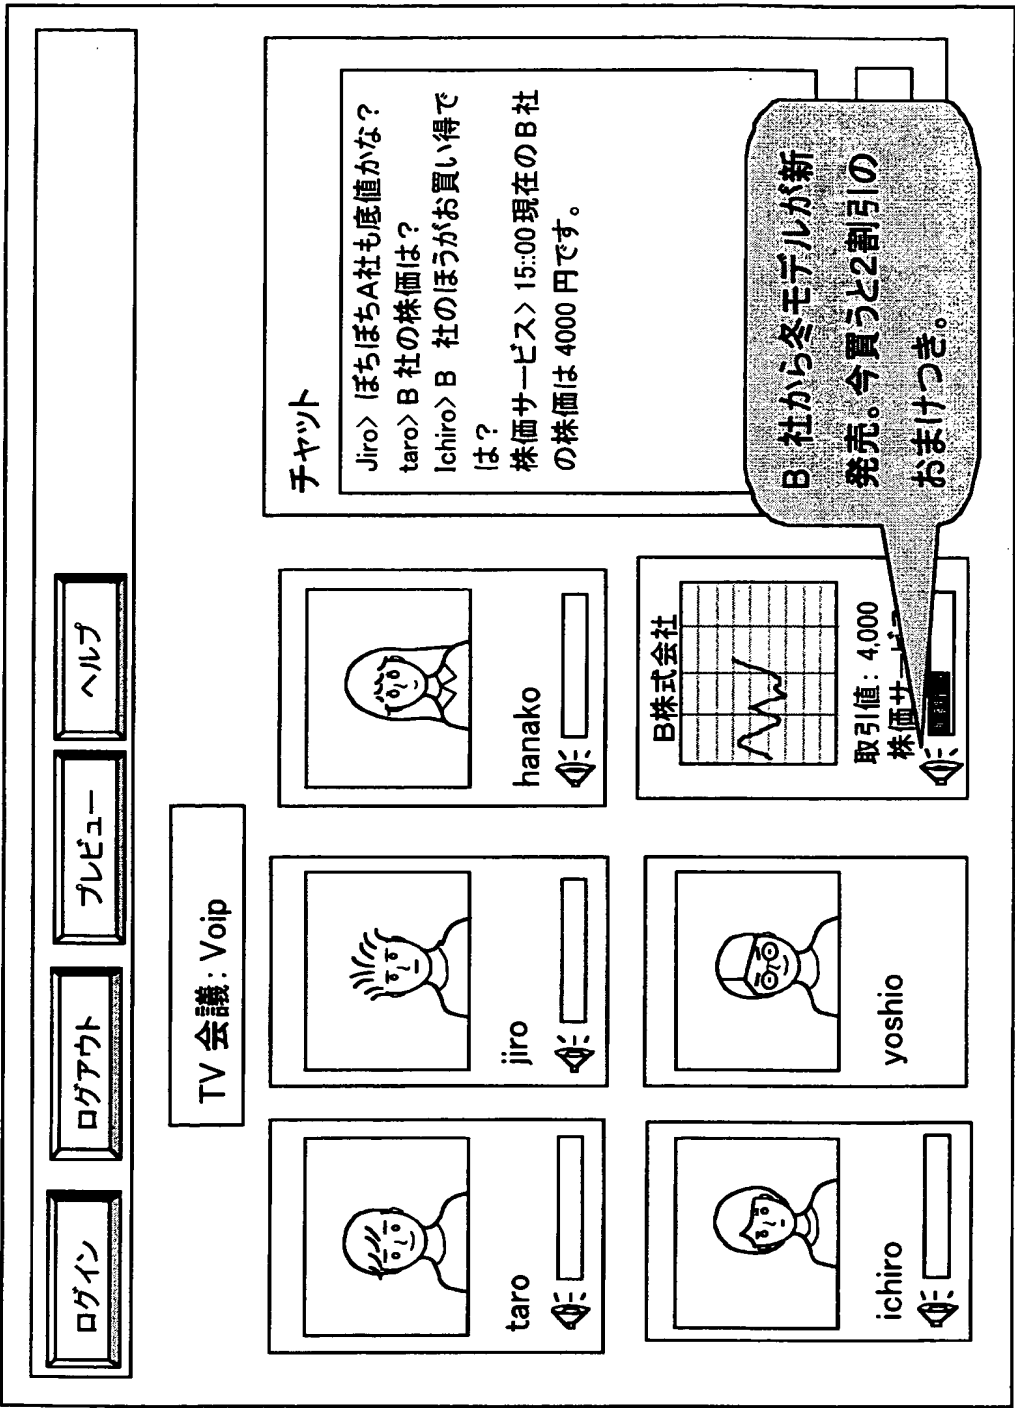 ログイン
ログアウト
プレビュー
ヘルプ
TV 会議: Voip
taro
jiro
hanako
ichiro
yoshio
B株式会社
取引値: 4,000
株価サービス
チャット
Jiro> ぼちぼちA社も底値かな?
taro> B 社の株価は?
Ichiro> B 社のほうがお買い得で
は?
株価サービス> 15:00 現在のB社
の株価は 4000 円です。
B 社から冬モデルが新
発売。今買うと2割引の
おまけつき。